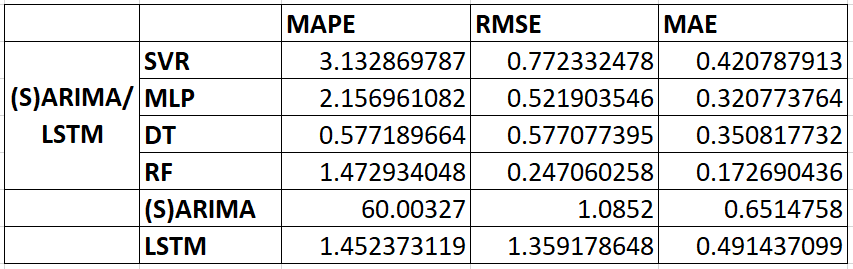 MAPE RMSE MAE
(S)ARIMA/
LSTM
SVR 3.132869787 0.772332478 0.420787913
MLP 2.156961082 0.521903546 0.320773764
DT 0.577189664 0.577077395 0.350817732
RF 1.472934048 0.247060258 0.172690436
(S)ARIMA 60.00327 1.0852 0.6514758
LSTM 1.452373119 1.359178648 0.491437099